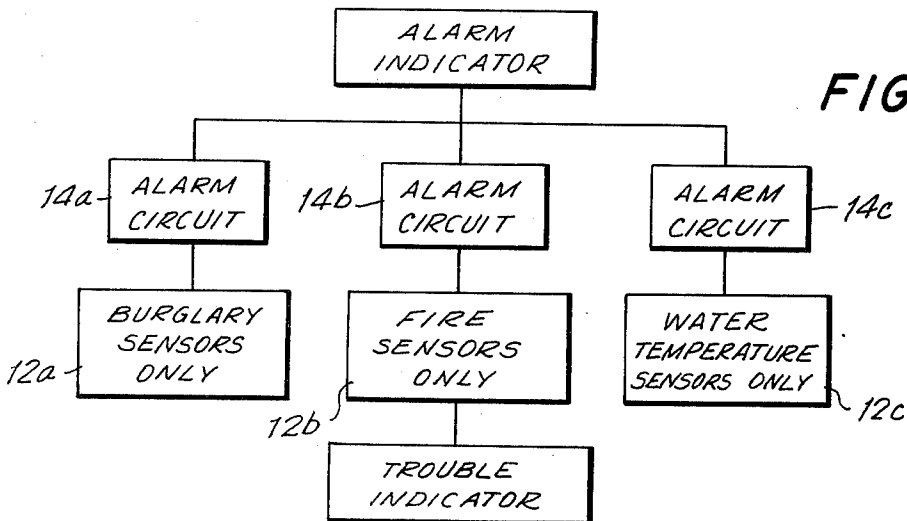 ALARM
INDICATOR
FIG
14a
ALARM
CIRCUIT
14b
ALARM
CIRCUIT
ALARM
CIRCUIT
14c
BURGLARY
SENSORS
ONLY
12a
FIRE
SENSORS
ONLY
12b
WATER
TEMPERATURE
SENSORS ONLY
12c
TROUBLE
INDICATOR